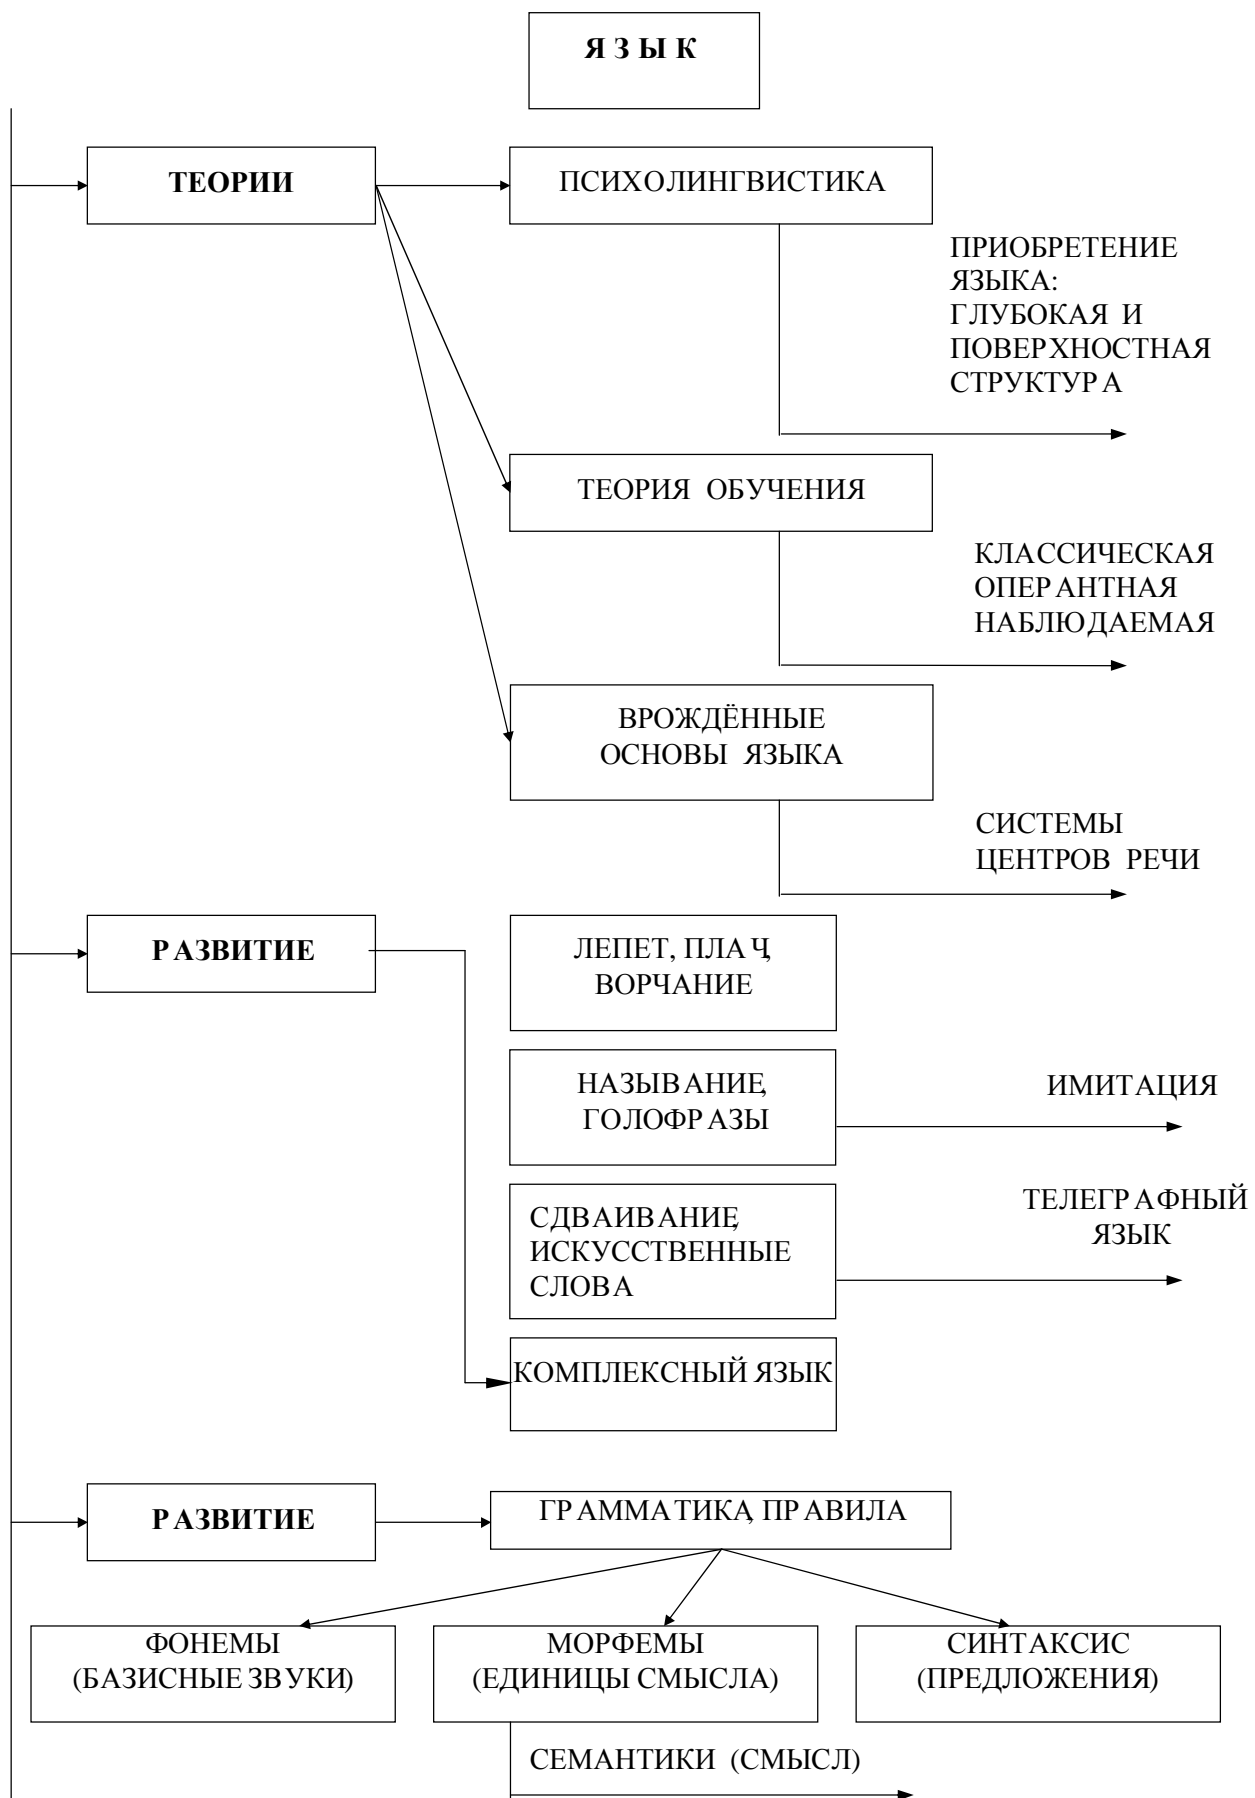 ЯЗЫК
ТЕОРИИ
ПСИХОЛИНГВИСТИКА
ПРИОБРЕТЕНИЕ
ЯЗЫКА:
ГЛУБОКАЯ И
ПОВЕРХНОСТНАЯ
СТРУКТУРА
ТЕОРИЯ ОБУЧЕНИЯ
КЛАССИЧЕСКАЯ
ОПЕРАНТНАЯ
НАБЛЮДАЕМАЯ
ВРОЖДЁННЫЕ
ОСНОВЫ ЯЗЫКА
СИСТЕМЫ
ЦЕНТРОВ РЕЧИ
РАЗВИТИЕ
ЛЕПЕТ, ПЛАЧ,
ВОРЧАНИЕ
НАЗЫВАНИЕ,
ГОЛОФРАЗЫ
ИМИТАЦИЯ
СДВАИВАНИЕ,
ИСКУССТВЕННЫЕ
СЛОВА
ТЕЛЕГРАФНЫЙ
ЯЗЫК
КОМПЛЕКСНЫЙ ЯЗЫК
РАЗВИТИЕ
ГРАММАТИКА, ПРАВИЛА
ФОНЕМЫ
(БАЗИСНЫЕ ЗВУКИ)
МОРФЕМЫ
(ЕДИНИЦЫ СМЫСЛА)
СИНТАКСИС
(ПРЕДЛОЖЕНИЯ)
СЕМАНТИКИ (СМЫСЛ)